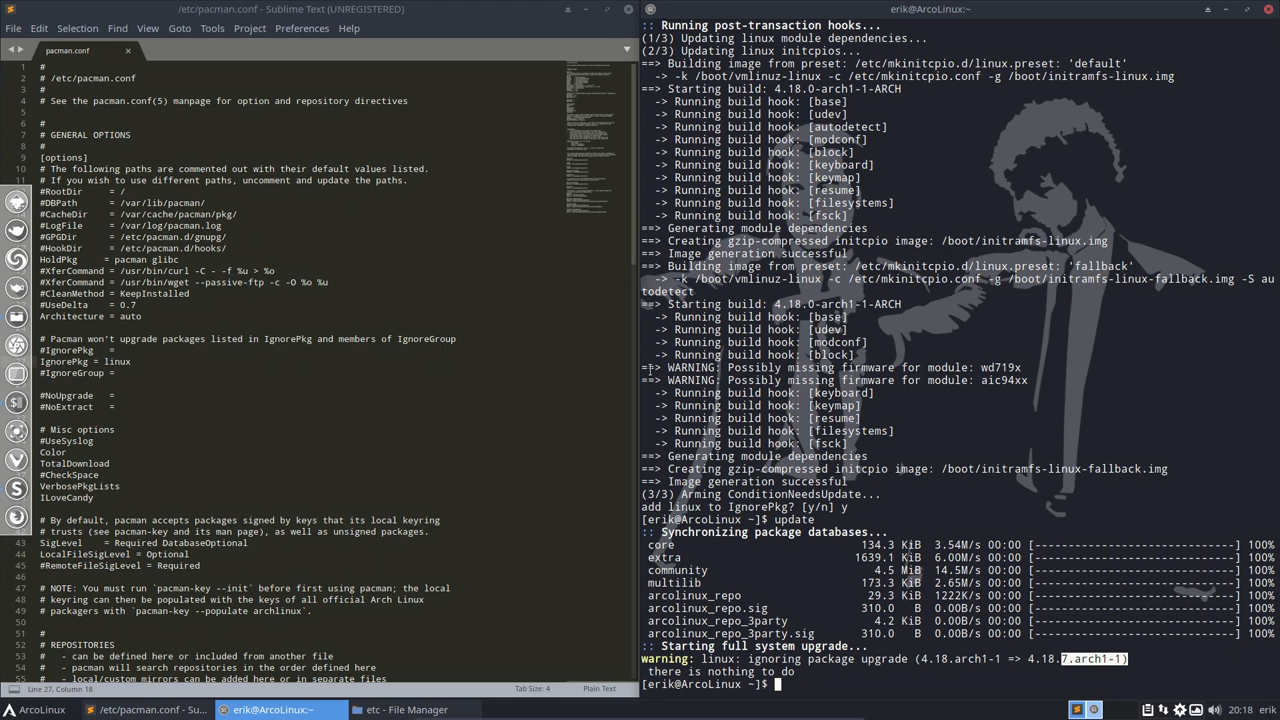 /etc/pacman.conf - Sublime Text (UNREGISTERED)
File Edit Selection Find View Goto Tools Project Preferences Help
pacman.conf
1 #
2 # /etc/pacman.conf
3 #
4 # See the pacman.conf(5) manpage for option and repository directives
5
6 #
7 # GENERAL OPTIONS
8 #
9 [options]
10 # The following paths are commented out with their default values listed.
11 # If you wish to use different paths, uncomment and update the paths.
#RootDir = /
#DBPath = /var/lib/pacman/
#CacheDir = /var/cache/pacman/pkg/
#LogFile = /var/log/pacman.log
#GPGDir = /etc/pacman.d/gnupg/
#HookDir = /etc/pacman.d/hooks/
HoldPkg = pacman glibc
#XferCommand = /usr/bin/curl -C - -f %u > %o
#XferCommand = /usr/bin/wget --passive-ftp -c -O %o %u
#CleanMethod = KeepInstalled
#UseDelta = 0.7
Architecture = auto
# Pacman won't upgrade packages listed in IgnorePkg and members of IgnoreGroup
#IgnorePkg =
IgnorePkg = linux
#IgnoreGroup =
#NoUpgrade =
#NoExtract =
# Misc options
#UseSyslog
Color
TotalDownload
#CheckSpace
VerbosePkgLists
ILoveCandy
# By default, pacman accepts packages signed by keys that its local keyring
# trusts (see pacman-key and its man page), as well as unsigned packages.
43 SigLevel = Required DatabaseOptional
44 LocalFileSigLevel = Optional
45 #RemoteFileSigLevel = Required
46
47 # NOTE: You must run `pacman-key --init` before first using pacman; the local
48 # keyring can then be populated with the keys of all official Arch Linux
49 # packagers with `pacman-key --populate archlinux`.
50
51 #
52 # REPOSITORIES
53 # - can be defined here or included from another file
54 # - pacman will search repositories in the order defined here
55 # - local/custom mirrors can be added here or in separate files
Line 27, Column 18 Tab Size: 4 Plain Text
erik@ArcoLinux:~
:: Running post-transaction hooks...
(1/3) Updating linux module dependencies...
(2/3) Updating linux initcpios...
==> Building image from preset: /etc/mkinitcpio.d/linux.preset: 'default'
-> -k /boot/vmlinuz-linux -c /etc/mkinitcpio.conf -g /boot/initramfs-linux.img
==> Starting build: 4.18.0-arch1-1-ARCH
-> Running build hook: [base]
-> Running build hook: [udev]
-> Running build hook: [autodetect]
-> Running build hook: [modconf]
-> Running build hook: [block]
-> Running build hook: [keyboard]
-> Running build hook: [keymap]
-> Running build hook: [resume]
-> Running build hook: [filesystems]
-> Running build hook: [fsck]
==> Generating module dependencies
==> Creating gzip-compressed initcpio image: /boot/initramfs-linux.img
==> Image generation successful
==> Building image from preset: /etc/mkinitcpio.d/linux.preset: 'fallback'
-> -k /boot/vmlinuz-linux -c /etc/mkinitcpio.conf -g /boot/initramfs-linux-fallback.img -S au
todetect
==> Starting build: 4.18.0-arch1-1-ARCH
-> Running build hook: [base]
-> Running build hook: [udev]
-> Running build hook: [modconf]
-> Running build hook: [block]
==> WARNING: Possibly missing firmware for module: wd719x
==> WARNING: Possibly missing firmware for module: aic94xx
-> Running build hook: [keyboard]
-> Running build hook: [keymap]
-> Running build hook: [resume]
-> Running build hook: [filesystems]
-> Running build hook: [fsck]
==> Generating module dependencies
==> Creating gzip-compressed initcpio image: /boot/initramfs-linux-fallback.img
==> Image generation successful
(3/3) Arming ConditionNeedsUpdate...
add linux to IgnorePkg? [y/n] y
[erik@ArcoLinux ~]$ update
:: Synchronizing package databases...
core 134.3 KiB 3.54M/s 00:00 [----------------------------------] 100%
extra 1639.1 KiB 6.00M/s 00:00 [----------------------------------] 100%
community 4.5 MiB 14.5M/s 00:00 [----------------------------------] 100%
multilib 173.3 KiB 2.65M/s 00:00 [----------------------------------] 100%
arcolinux_repo 29.3 KiB 1222K/s 00:00 [----------------------------------] 100%
arcolinux_repo.sig 310.0 B 0.00B/s 00:00 [----------------------------------] 100%
arcolinux_repo_3party 4.2 KiB 0.00B/s 00:00 [----------------------------------] 100%
arcolinux_repo_3party.sig 310.0 B 0.00B/s 00:00 [----------------------------------] 100%
:: Starting full system upgrade...
warning: linux: ignoring package upgrade (4.18.arch1-1 => 4.18.7.arch1-1)
there is nothing to do
[erik@ArcoLinux ~]$
Arco Linux /etc/pacman.conf - Su... erik@ArcoLinux:~ etc - File Manager 20:18 erik